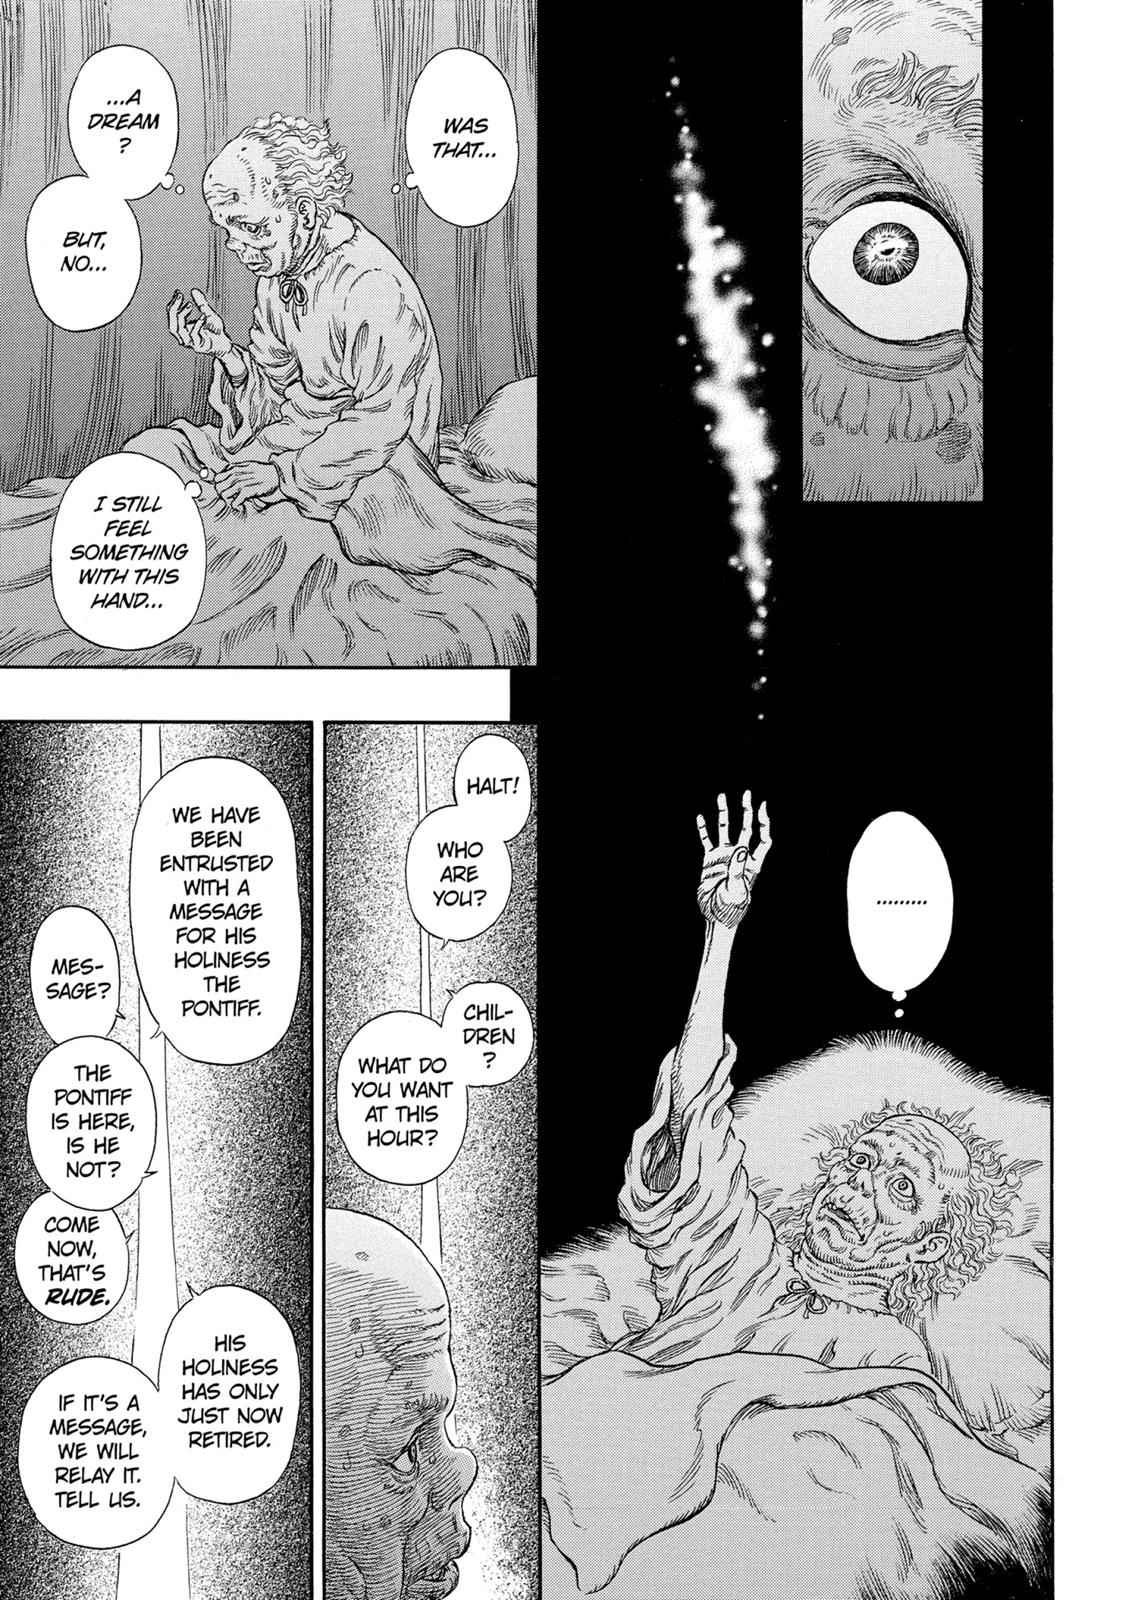 .........
WAS
THAT...
...A
DREAM
?
BUT,
NO...
I STILL
FEEL
SOMETHING
WITH THIS
HAND...
HALT!
WHO
ARE
YOU?
CHIL-
DREN
?
WHAT DO
YOU WANT
AT THIS
HOUR?
WE HAVE
BEEN
ENTRUSTED
WITH A
MESSAGE
FOR HIS
HOLINESS
THE
PONTIFF.
MES-
SAGE?
THE
PONTIFF
IS HERE,
IS HE
NOT?
COME
NOW,
THAT'S
RUDE.
HIS
HOLINESS
HAS ONLY
JUST NOW
RETIRED.
IF IT'S A
MESSAGE,
WE WILL
RELAY IT.
TELL US.